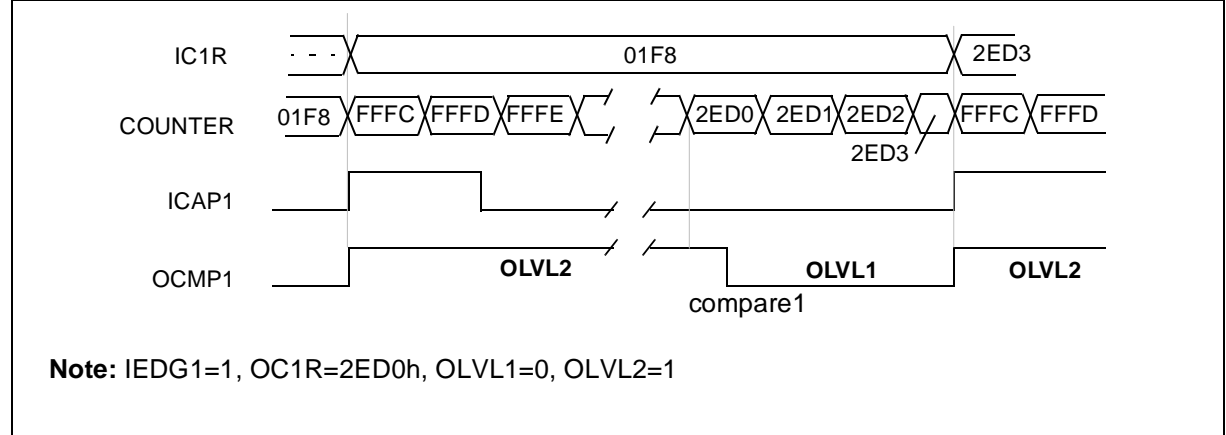 IC1R - - - 01F8 2ED3
COUNTER 01F8 FFFC FFFD FFFE 2ED0 2ED1 2ED2 FFFC FFFD
2ED3
ICAP1
OCMP1 OLVL2 OLVL1 OLVL2
compare1
Note: IEDG1=1, OC1R=2ED0h, OLVL1=0, OLVL2=1